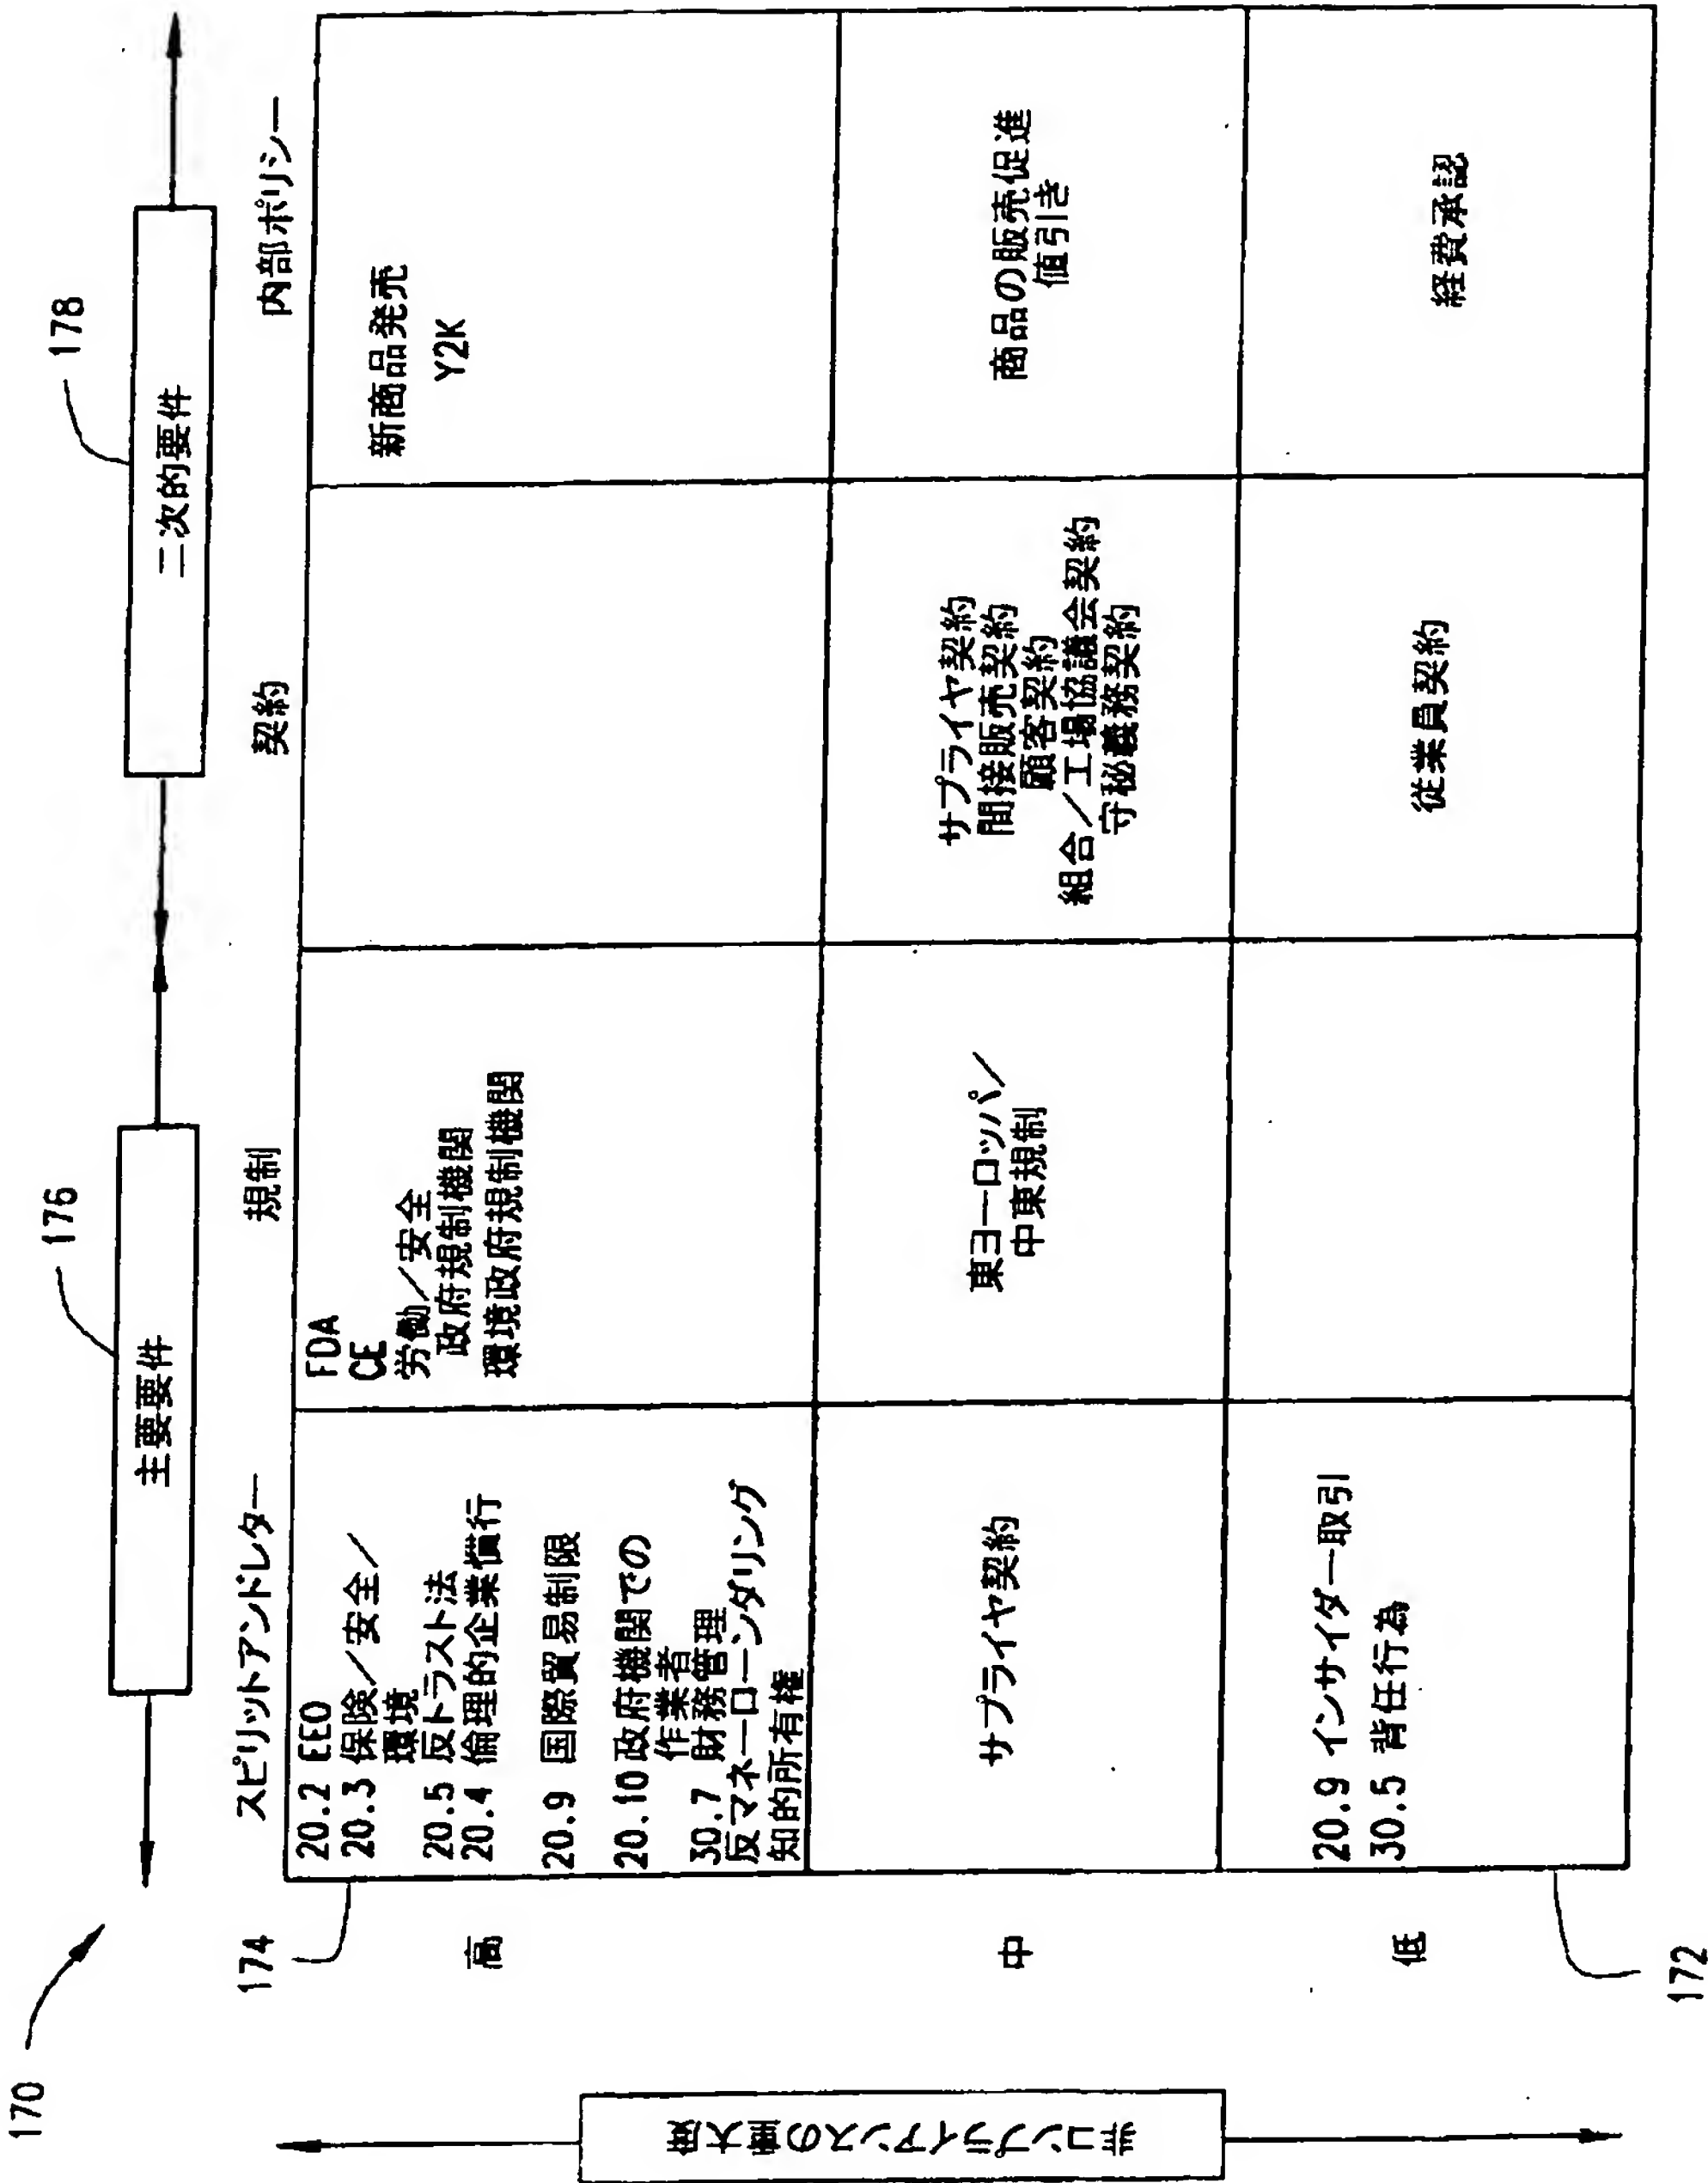 170
176
178
主要要件
二次的要件
スピリットアンドレター
規制
契約
内部ポリシー
174
高
20.2 EEO
20.3 保険／安全／
環境
20.5 反トラスト法
20.4 倫理的企業慣行
20.9 国際貿易制限
20.10 政府機関での
作業者
30.7 財務管理
反マネーローンダリング
知的所有権
FDA
CE
労働／安全
政府規制機関
環境政府規制機関
新商品発売
Y2K
非コンプライアンスの重大度
中
サプライヤ契約
東ヨーロッパ／
中東規制
サプライヤ契約
間接販売契約
顧客契約
組合／工場協議会契約
守秘義務契約
商品の販売促進
値引き
低
20.9 インサイダー取引
30.5 背任行為
従業員契約
経費承認
172